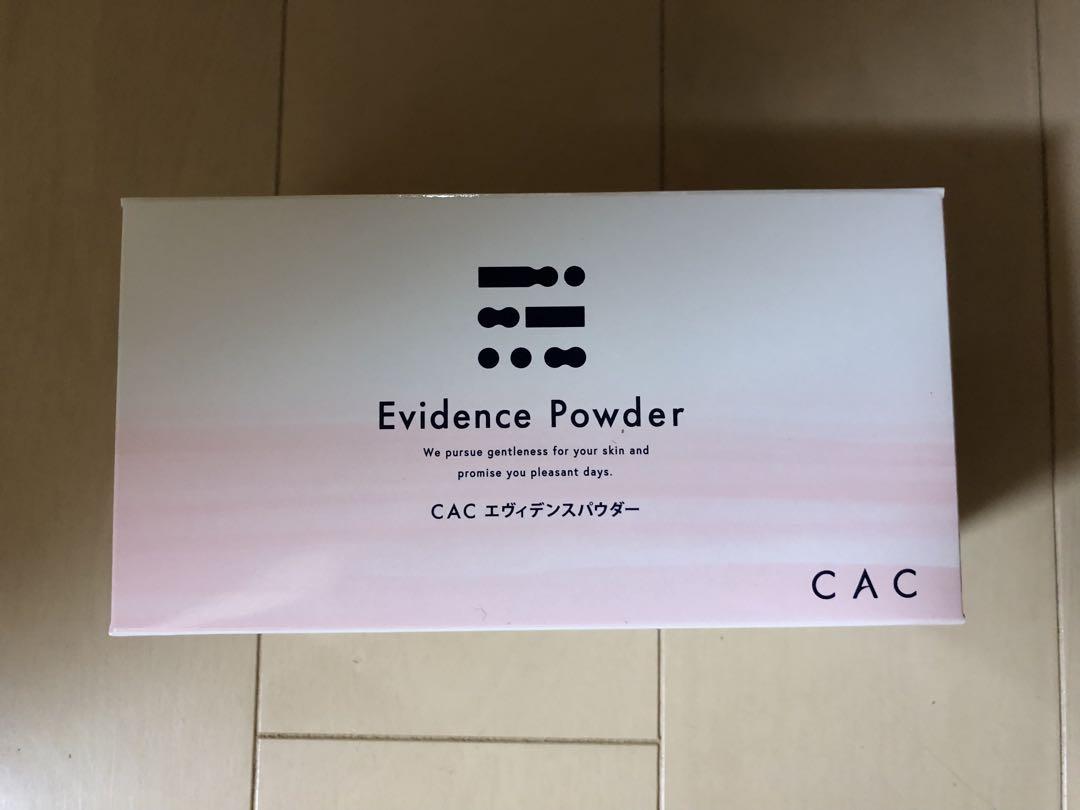 Evidence Powder
We pursue gentleness for your skin and
promise you pleasant days.
CAC エヴィデンスパウダー
CAC